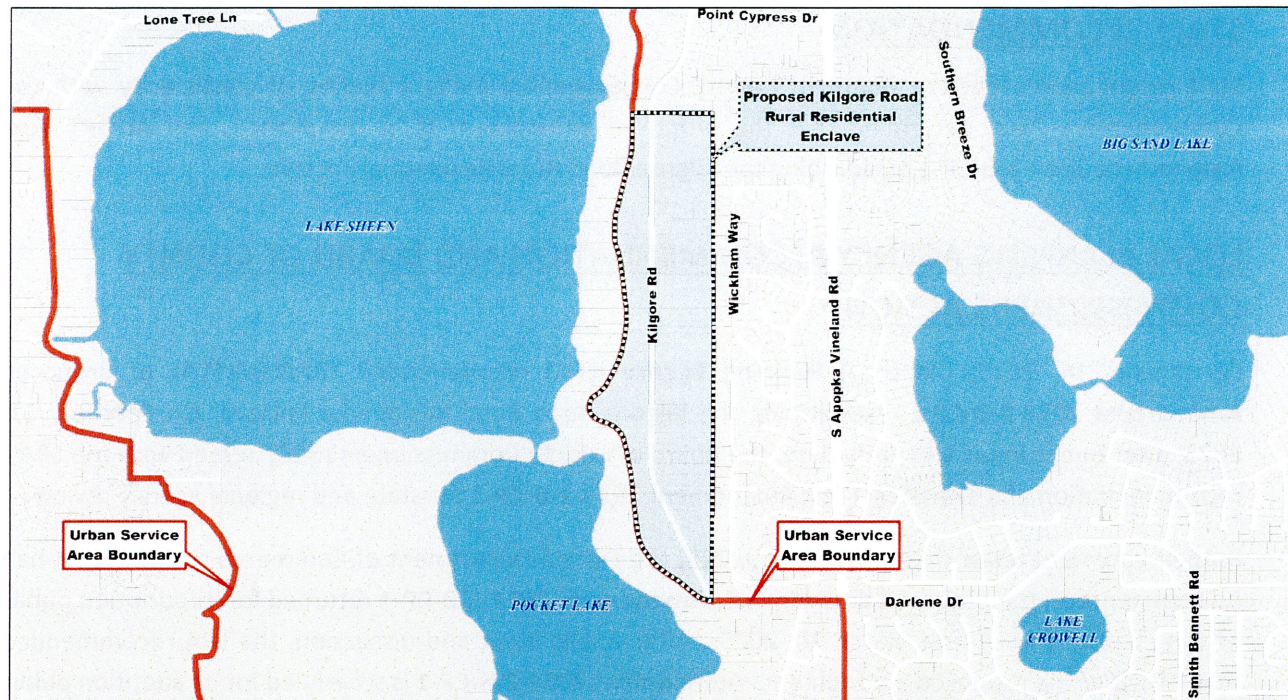 Lone Tree Ln
Point Cypress Dr
Southern Breeze Dr
Proposed Kilgore Road
Rural Residential
Enclave
BIG SAND LAKE
LAKE SHEEN
Kilgore Rd
Wickham Way
S Apopka Vineland Rd
Urban Service
Area Boundary
Urban Service
Area Boundary
POCKET LAKE
Darlene Dr
LAKE
CROWELL
Smith Bennett Rd